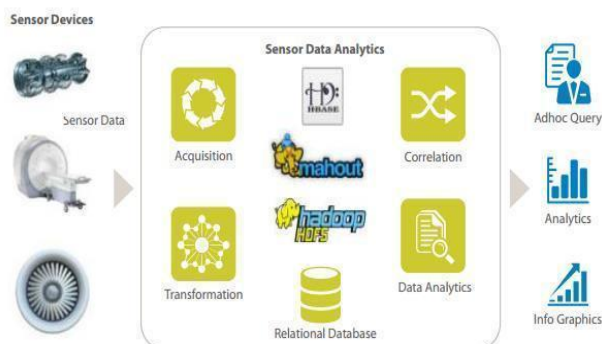 Sensor Devices
Sensor Data
Sensor Data Analytics
Acquisition
HBASE
Correlation
mahout
hadoop
HDFS
Transformation
Data Analytics
Relational Database
Adhoc Query
Analytics
Info Graphics